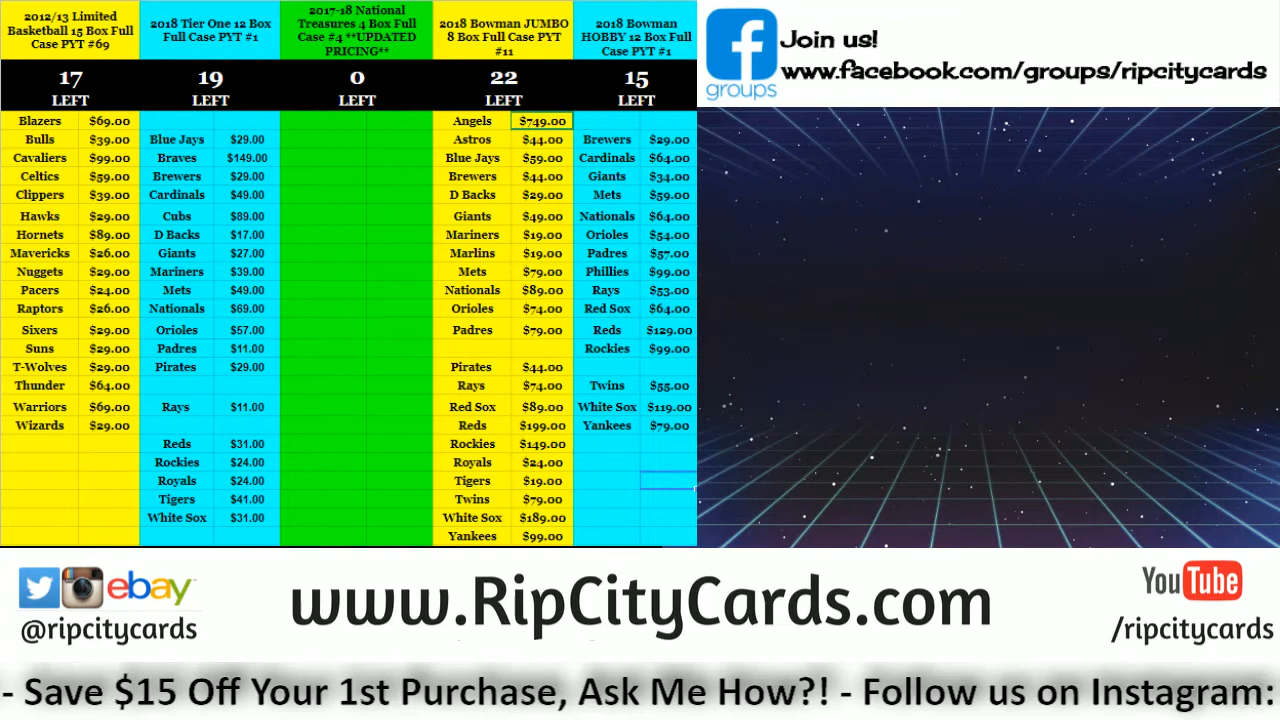 2012/13 Limited
Basketball 15 Box Full
Case PYT #69
17
LEFT
Blazers $69.00
Bulls $39.00
Cavaliers $99.00
Celtics $59.00
Clippers $39.00
Hawks $29.00
Hornets $89.00
Mavericks $26.00
Nuggets $29.00
Pacers $24.00
Raptors $26.00
Sixers $29.00
Suns $29.00
T-Wolves $29.00
Thunder $64.00
Warriors $69.00
Wizards $29.00
2018 Tier One 12 Box
Full Case PYT #1
19
LEFT
Blue Jays $29.00
Braves $149.00
Brewers $29.00
Cardinals $49.00
Cubs $89.00
D Backs $17.00
Giants $27.00
Mariners $39.00
Mets $49.00
Nationals $69.00
Orioles $57.00
Padres $11.00
Pirates $29.00
Rays $11.00
Reds $31.00
Rockies $24.00
Royals $24.00
Tigers $41.00
White Sox $31.00
2017-18 National
Treasures 4 Box Full
Case #4 **UPDATED
PRICING**
0
LEFT
2018 Bowman JUMBO
8 Box Full Case PYT
#11
22
LEFT
Angels $749.00
Astros $44.00
Blue Jays $59.00
Brewers $44.00
D Backs $29.00
Giants $49.00
Mariners $19.00
Marlins $19.00
Mets $79.00
Nationals $89.00
Orioles $74.00
Padres $79.00
Pirates $44.00
Rays $74.00
Red Sox $89.00
Reds $199.00
Rockies $149.00
Royals $24.00
Tigers $19.00
Twins $79.00
White Sox $189.00
Yankees $99.00
2018 Bowman
HOBBY 12 Box Full
Case PYT #1
15
LEFT
Brewers $29.00
Cardinals $64.00
Giants $34.00
Mets $59.00
Nationals $64.00
Orioles $54.00
Padres $57.00
Phillies $99.00
Rays $53.00
Red Sox $64.00
Reds $129.00
Rockies $99.00
Twins $55.00
White Sox $119.00
Yankees $79.00
groups
Join us!
www.facebook.com/groups/ripcitycards
ebay
@ripcitycards
www.RipCityCards.com
YouTube
/ripcitycards
- Save $15 Off Your 1st Purchase, Ask Me How?! - Follow us on Instagram: